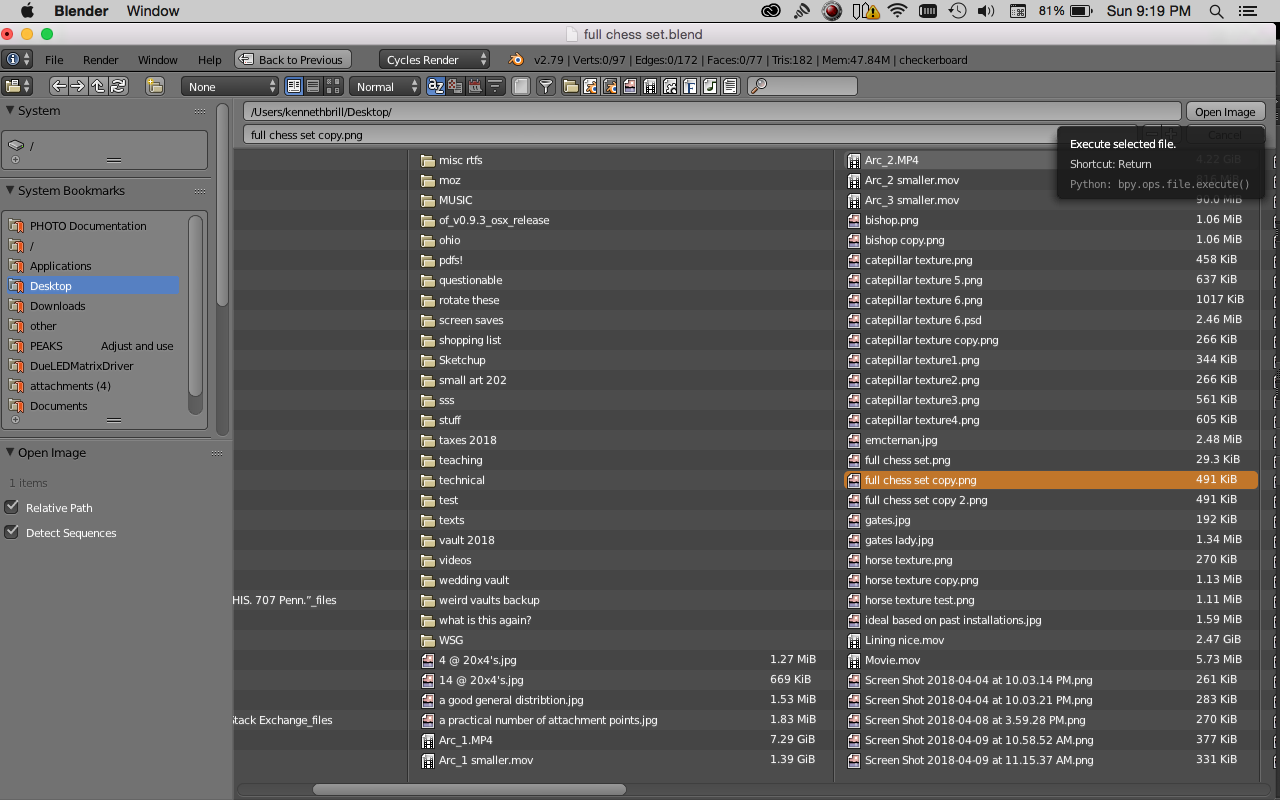 Blender Window 81% Sun 9:19 PM
full chess set.blend
File Render Window Help Back to Previous Cycles Render v2.79 | Verts:0/97 | Edges:0/172 | Faces:0/77 | Tris:182 | Mem:47.84M | checkerboard
None Normal
System
/
System Bookmarks
PHOTO Documentation
/
Applications
Desktop
Downloads
other
PEAKS Adjust and use
DueLEDMatrixDriver
attachments (4)
Documents
Open Image
1 items
Relative Path
Detect Sequences
/Users/kennethbrill/Desktop/ Open Image
full chess set copy.png Cancel
Execute selected file.
Shortcut: Return
Python: bpy.ops.file.execute()
HIS. 707 Penn."_files
Stack Exchange_files
misc rtfs
moz
MUSIC
of_v0.9.3_osx_release
ohio
pdfs!
questionable
rotate these
screen saves
shopping list
Sketchup
small art 202
sss
stuff
taxes 2018
teaching
technical
test
texts
vault 2018
videos
wedding vault
weird vaults backup
what is this again?
WSG
4 @ 20x4's.jpg 1.27 MiB
14 @ 20x4's.jpg 669 KiB
a good general distribtion.jpg 1.53 MiB
a practical number of attachment points.jpg 1.83 MiB
Arc_1.MP4 7.29 GiB
Arc_1 smaller.mov 1.39 GiB
Arc_2.MP4 4.22 GiB
Arc_2 smaller.mov
Arc_3 smaller.mov 90.0 MiB
bishop.png 1.06 MiB
bishop copy.png 1.06 MiB
catepillar texture.png 458 KiB
catepillar texture 5.png 637 KiB
catepillar texture 6.png 1017 KiB
catepillar texture 6.psd 2.46 MiB
catepillar texture copy.png 266 KiB
catepillar texture1.png 344 KiB
catepillar texture2.png 266 KiB
catepillar texture3.png 561 KiB
catepillar texture4.png 605 KiB
emcternan.jpg 2.48 MiB
full chess set.png 29.3 KiB
full chess set copy.png 491 KiB
full chess set copy 2.png 491 KiB
gates.jpg 192 KiB
gates lady.jpg 1.34 MiB
horse texture.png 270 KiB
horse texture copy.png 1.13 MiB
horse texture test.png 1.11 MiB
ideal based on past installations.jpg 1.59 MiB
Lining nice.mov 2.47 GiB
Movie.mov 5.73 MiB
Screen Shot 2018-04-04 at 10.03.14 PM.png 261 KiB
Screen Shot 2018-04-04 at 10.03.21 PM.png 283 KiB
Screen Shot 2018-04-08 at 3.59.28 PM.png 270 KiB
Screen Shot 2018-04-09 at 10.58.52 AM.png 377 KiB
Screen Shot 2018-04-09 at 11.15.37 AM.png 331 KiB